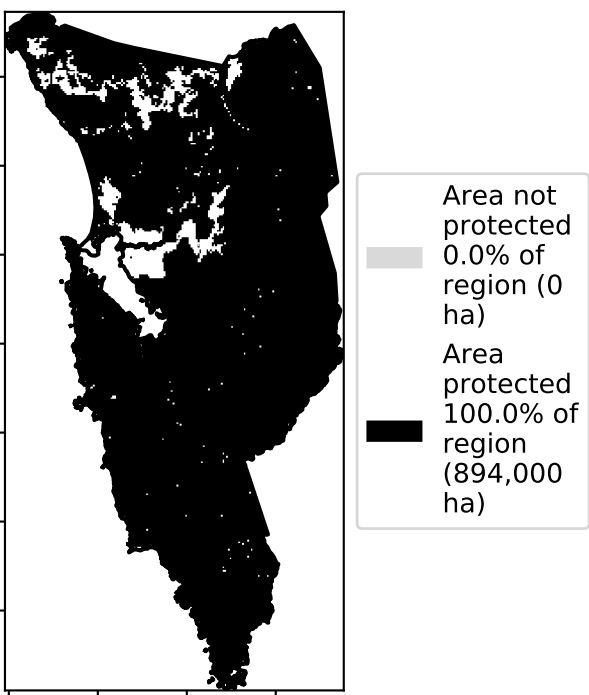 Area not
protected
0.0% of
region (0
ha)
Area
protected
100.0% of
region
(894,000
ha)